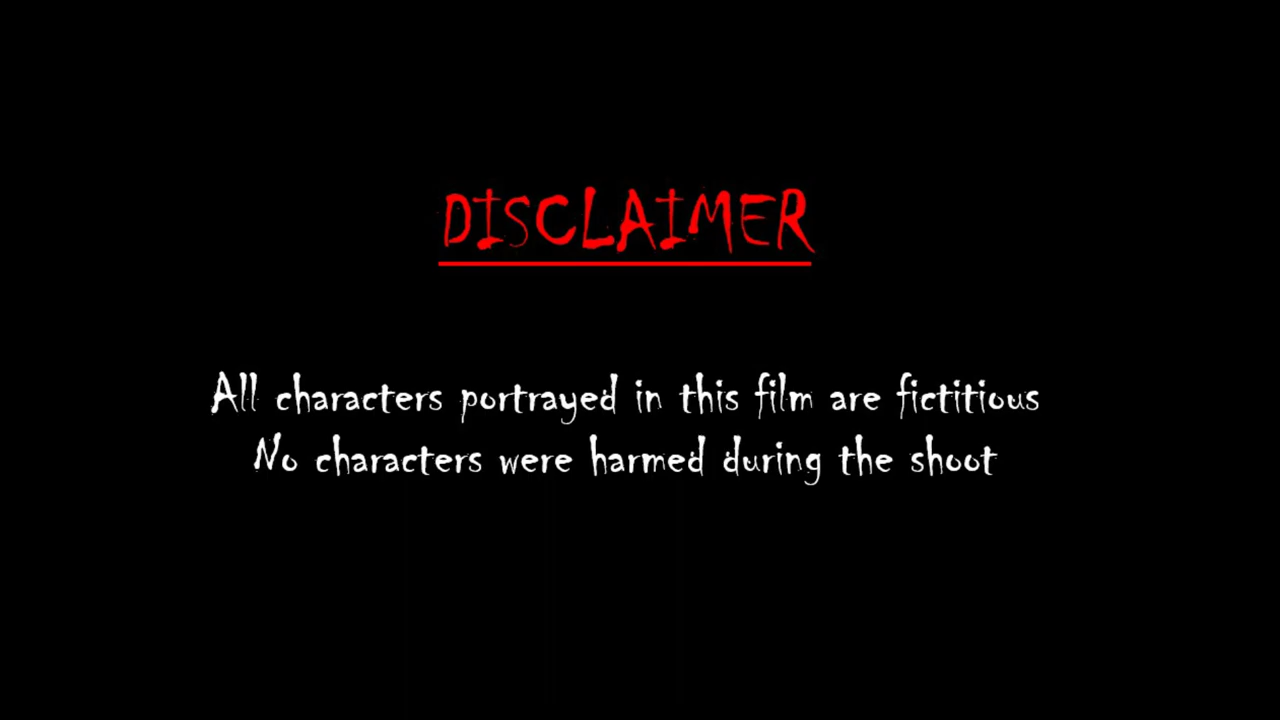 DISCLAIMER
All characters portrayed in this film are fictitious
No characters were harmed during the shoot